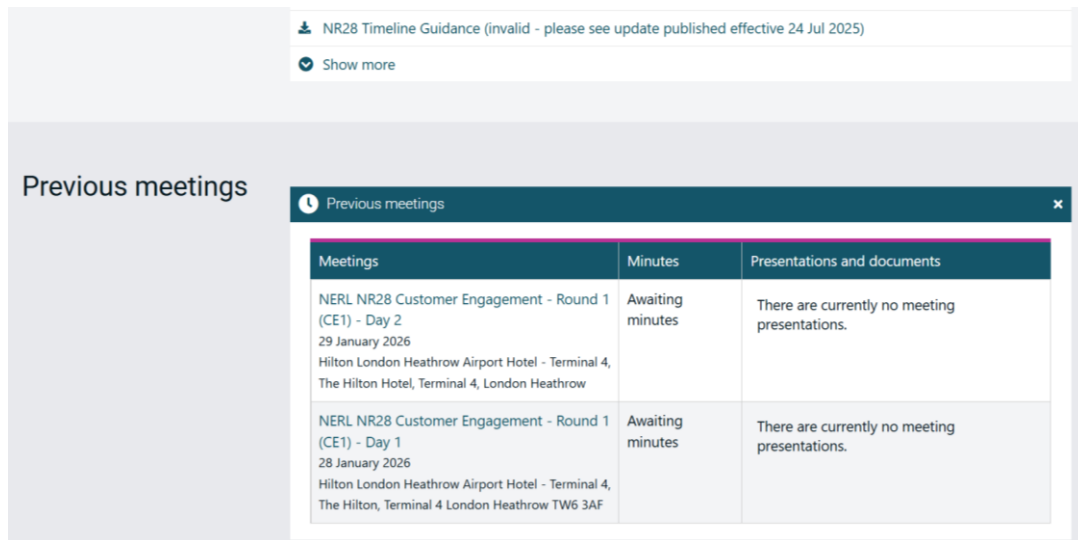 NR28 Timeline Guidance (invalid - please see update published effective 24 Jul 2025)
Show more
Previous meetings
Previous meetings
Meetings
Minutes
Presentations and documents
NERL NR28 Customer Engagement - Round 1
(CE1) - Day 2
29 January 2026
Hilton London Heathrow Airport Hotel - Terminal 4,
The Hilton Hotel, Terminal 4, London Heathrow
Awaiting
minutes
There are currently no meeting
presentations.
NERL NR28 Customer Engagement - Round 1
(CE1) - Day 1
28 January 2026
Hilton London Heathrow Airport Hotel - Terminal 4,
The Hilton, Terminal 4 London Heathrow TW6 3AF
Awaiting
minutes
There are currently no meeting
presentations.